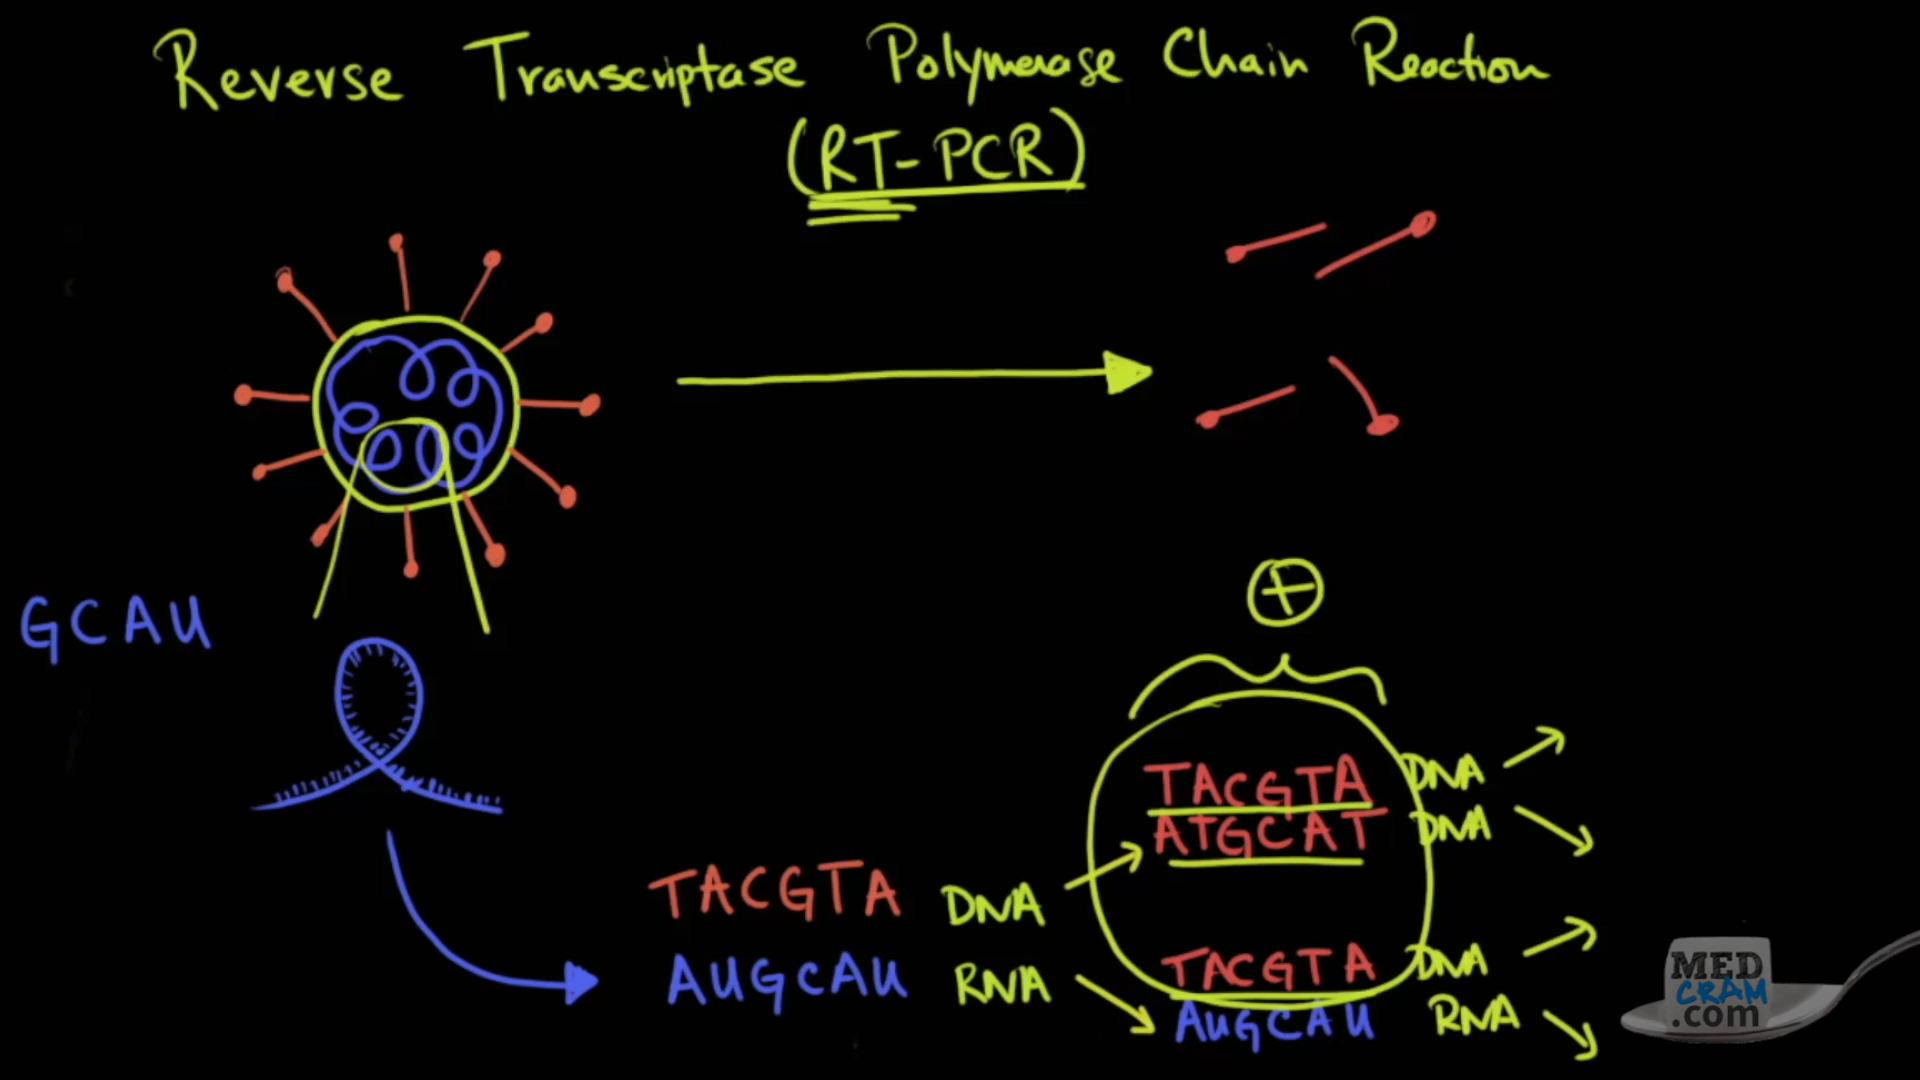 Reverse Transcriptase Polymerase Chain Reaction
(RT-PCR)
GCAU
TACGTA DNA
AUGCAU RNA
TACGTA DNA
ATGCAT DNA
TACGTA DNA
AUGCAU RNA
MED
CRAM
.com